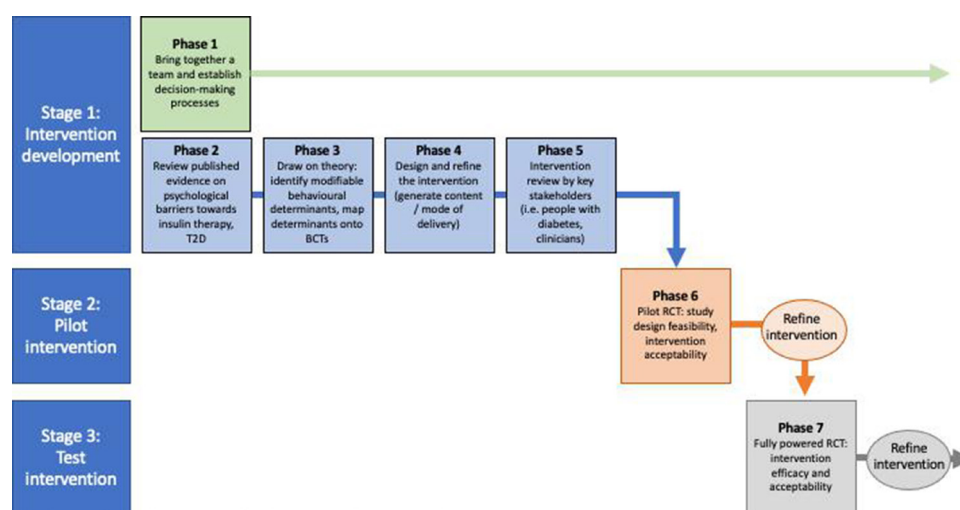 Stage 1:
Intervention
development
Phase 1
Bring together a
team and establish
decision-making
processes
Phase 2
Review published
evidence on
psychological
barriers towards
insulin therapy,
T2D
Phase 3
Draw on theory:
identify modifiable
behavioural
determinants, map
determinants onto
BCTs
Phase 4
Design and refine
the intervention
(generate content
/ mode of
delivery)
Phase 5
Intervention
review by key
stakeholders
(i.e. people with
diabetes,
clinicians)
Stage 2:
Pilot
intervention
Phase 6
Pilot RCT: study
design feasibility,
intervention
acceptability
Refine
intervention
Stage 3:
Test
intervention
Phase 7
Fully powered RCT:
intervention
efficacy and
acceptability
Refine
intervention